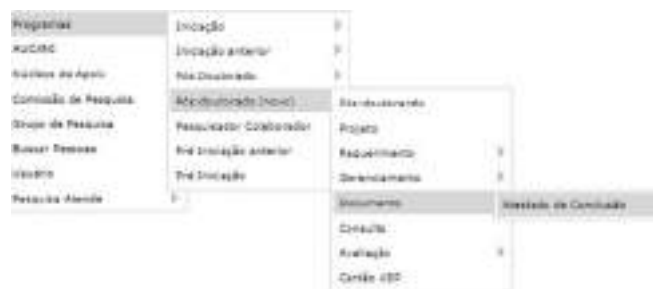 Programas
Auxílio
Núcleos de Apoio
Comissão de Pesquisa
Grupo de Pesquisa
Buscar Pessoas
Usuário
Pesquisa Atende
Iniciação
Iniciação anterior
Pós Doutorado
Pós-doutorado (novo)
Pesquisador Colaborador
Pré Iniciação anterior
Pré Iniciação
Pós-doutorando
Projeto
Requerimento
Gerenciamento
Documento
Consulta
Avaliação
Cartão USP
Atestado de Conclusão